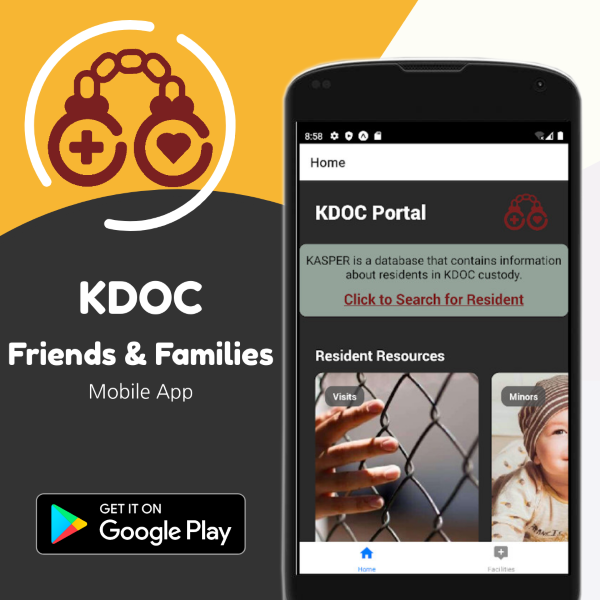 KDOC
Friends & Families
Mobile App
GET IT ON
Google Play
8:58
Home
KDOC Portal
KASPER is a database that contains information
about residents in KDOC custody.
Click to Search for Resident
Resident Resources
Visits
Minors
Home
Facilities